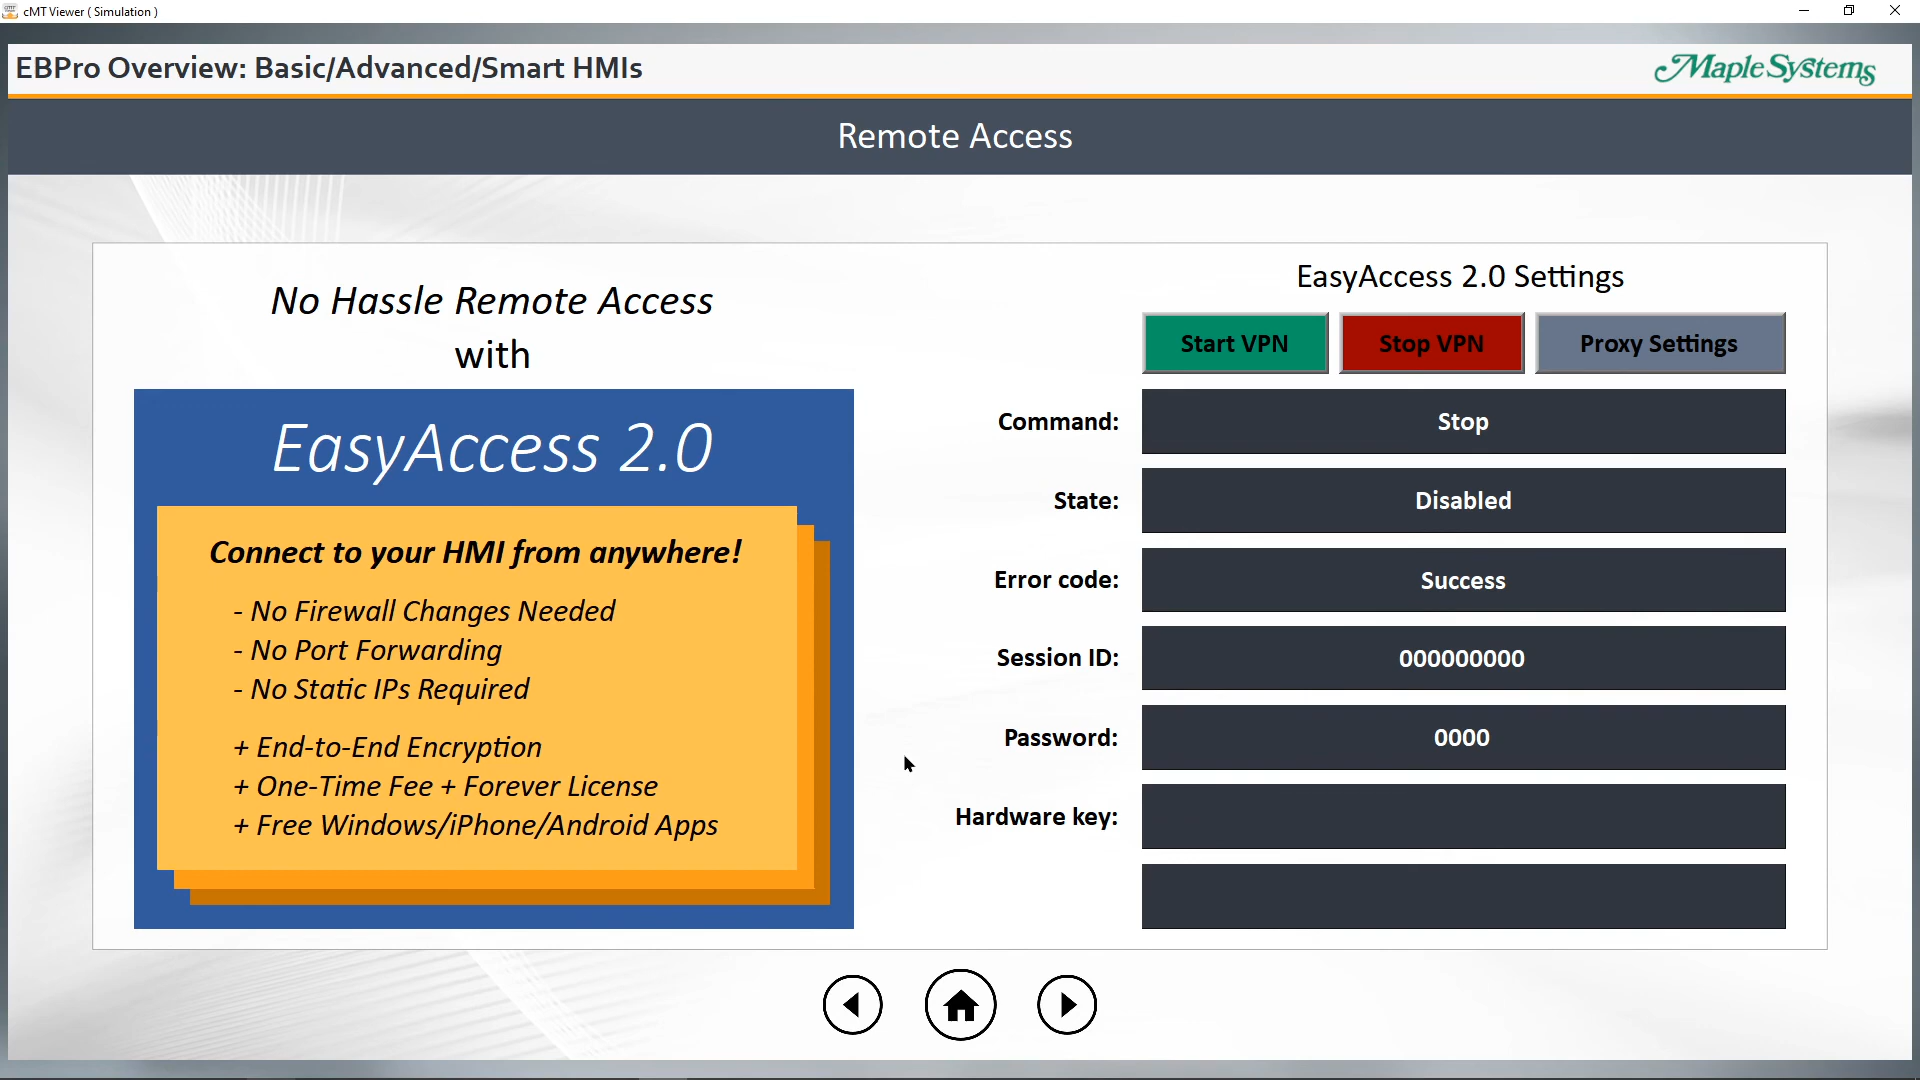 cMT Viewer ( Simulation )
EBPro Overview: Basic/Advanced/Smart HMIs
Maple Systems
Remote Access
No Hassle Remote Access
with
EasyAccess 2.0
Connect to your HMI from anywhere!
- No Firewall Changes Needed
- No Port Forwarding
- No Static IPs Required
+ End-to-End Encryption
+ One-Time Fee + Forever License
+ Free Windows/iPhone/Android Apps
EasyAccess 2.0 Settings
Start VPN Stop VPN Proxy Settings
Command: Stop
State: Disabled
Error code: Success
Session ID: 000000000
Password: 0000
Hardware key: